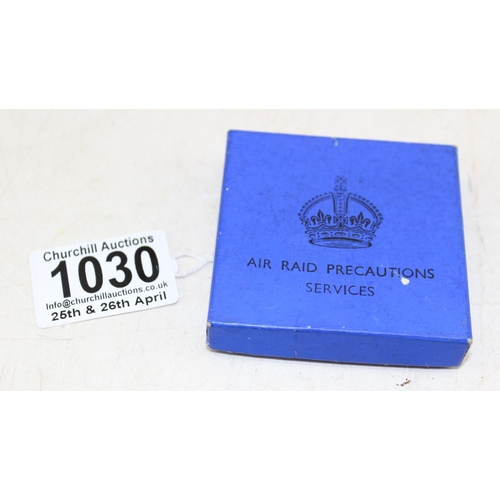 Churchill Auctions
1030
Info@churchillauctions.co.uk
25th & 26th April
AIR RAID PRECAUTIONS
SERVICES